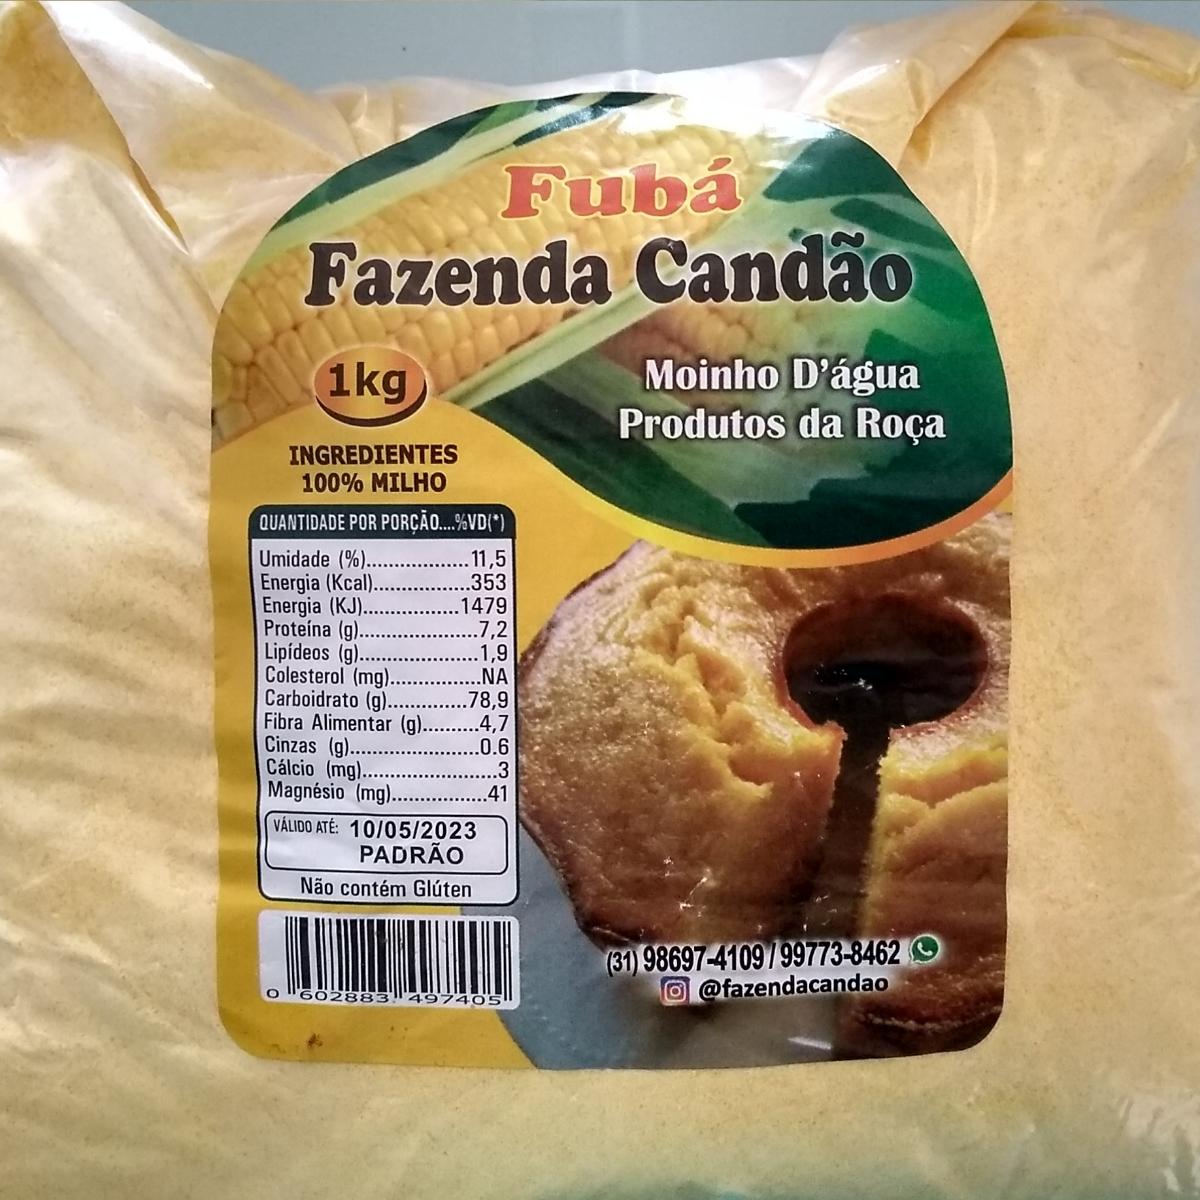 Fubá
Fazenda Candão
1kg
Moinho D'água
Produtos da Roça
INGREDIENTES
100% MILHO
QUANTIDADE POR PORÇÃO....%VD(*)
Umidade (%)..................11,5
Energia (Kcal)...............353
Energia (KJ)................1479
Proteína (g)...................7,2
Lipídeos (g)...................1,9
Colesterol (mg)..............NA
Carboidrato (g).............78,9
Fibra Alimentar (g).........4,7
Cinzas (g).....................0.6
Cálcio (mg).....................3
Magnésio (mg)................41
VÁLIDO ATÉ: 10/05/2023
PADRÃO
Não contém Glúten
0 602883 497405
(31) 98697-4109 / 99773-8462
@fazendacandao